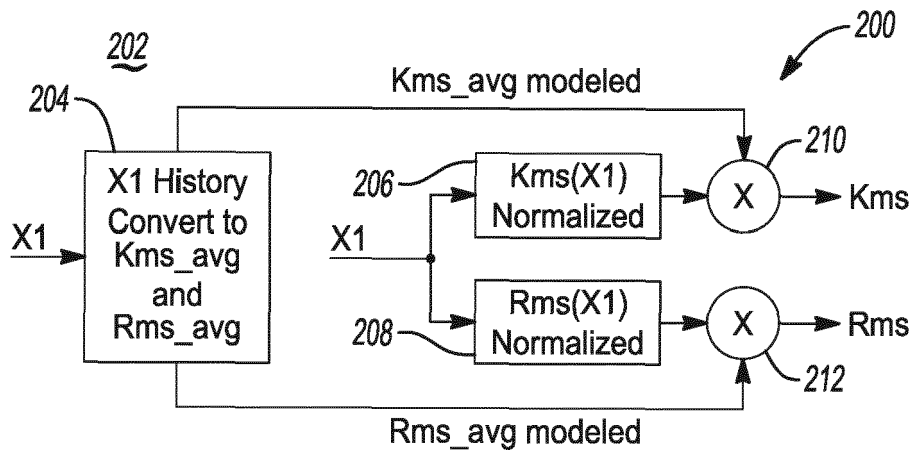 202
200
204
Kms_avg modeled
210
206
X1 History
Convert to
Kms_avg
and
Rms_avg
X1
Kms(X1)
Normalized
X
Kms
X1
Rms(X1)
Normalized
X
Rms
208
212
Rms_avg modeled